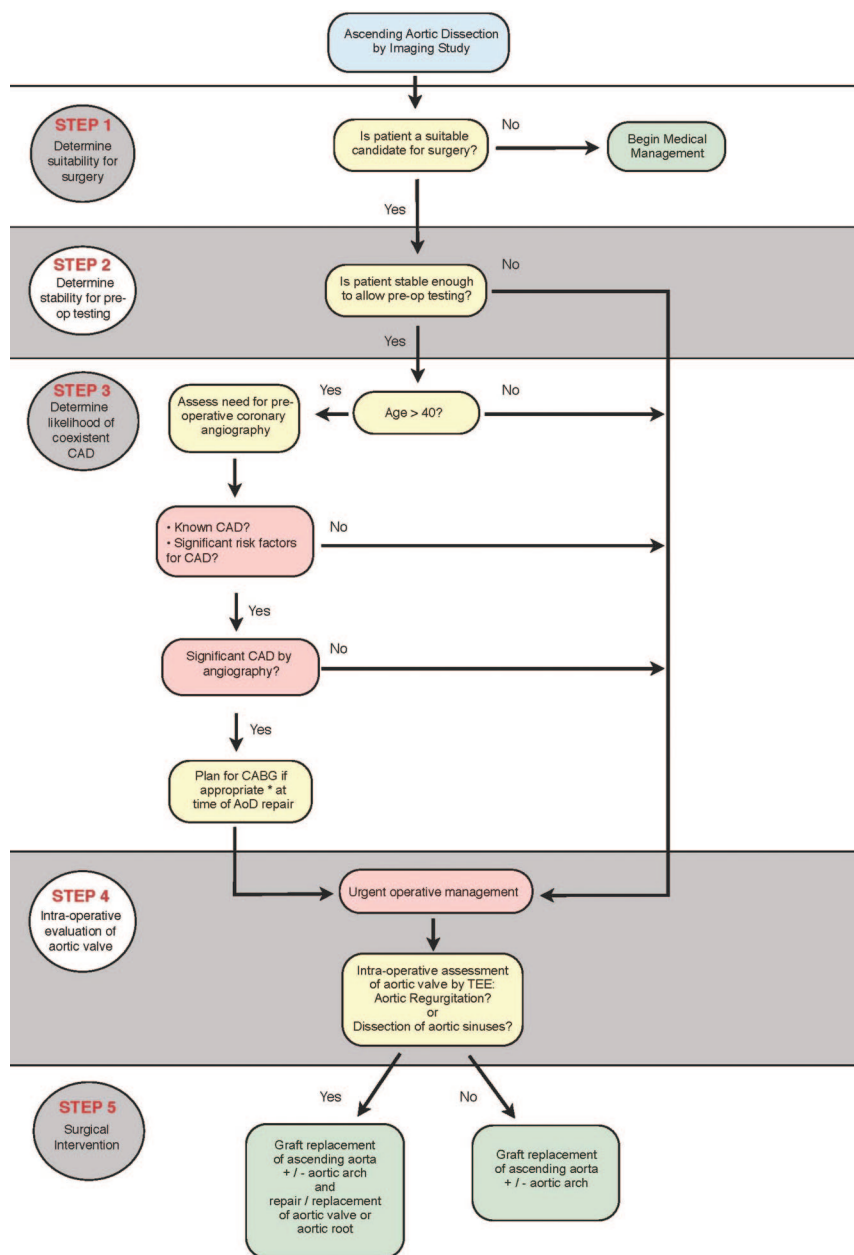 Ascending Aortic Dissection
by Imaging Study
STEP 1
Determine
suitability for
surgery
Is patient a suitable
candidate for surgery?
No
Begin Medical
Management
Yes
STEP 2
Determine
stability for pre-
op testing
Is patient stable enough
to allow pre-op testing?
No
Yes
STEP 3
Determine
likelihood of
coexistent
CAD
Assess need for pre-
operative coronary
angiography
Yes
Age > 40?
No
• Known CAD?
• Significant risk factors
for CAD?
No
Yes
Significant CAD by
angiography?
No
Yes
Plan for CABG if
appropriate * at
time of AoD repair
STEP 4
Intra-operative
evaluation of
aortic valve
Urgent operative management
Intra-operative assessment
of aortic valve by TEE:
Aortic Regurgitation?
or
Dissection of aortic sinuses?
STEP 5
Surgical
Intervention
Yes
No
Graft replacement
of ascending aorta
+ / - aortic arch
and
repair / replacement
of aortic valve or
aortic root
Graft replacement
of ascending aorta
+ / - aortic arch